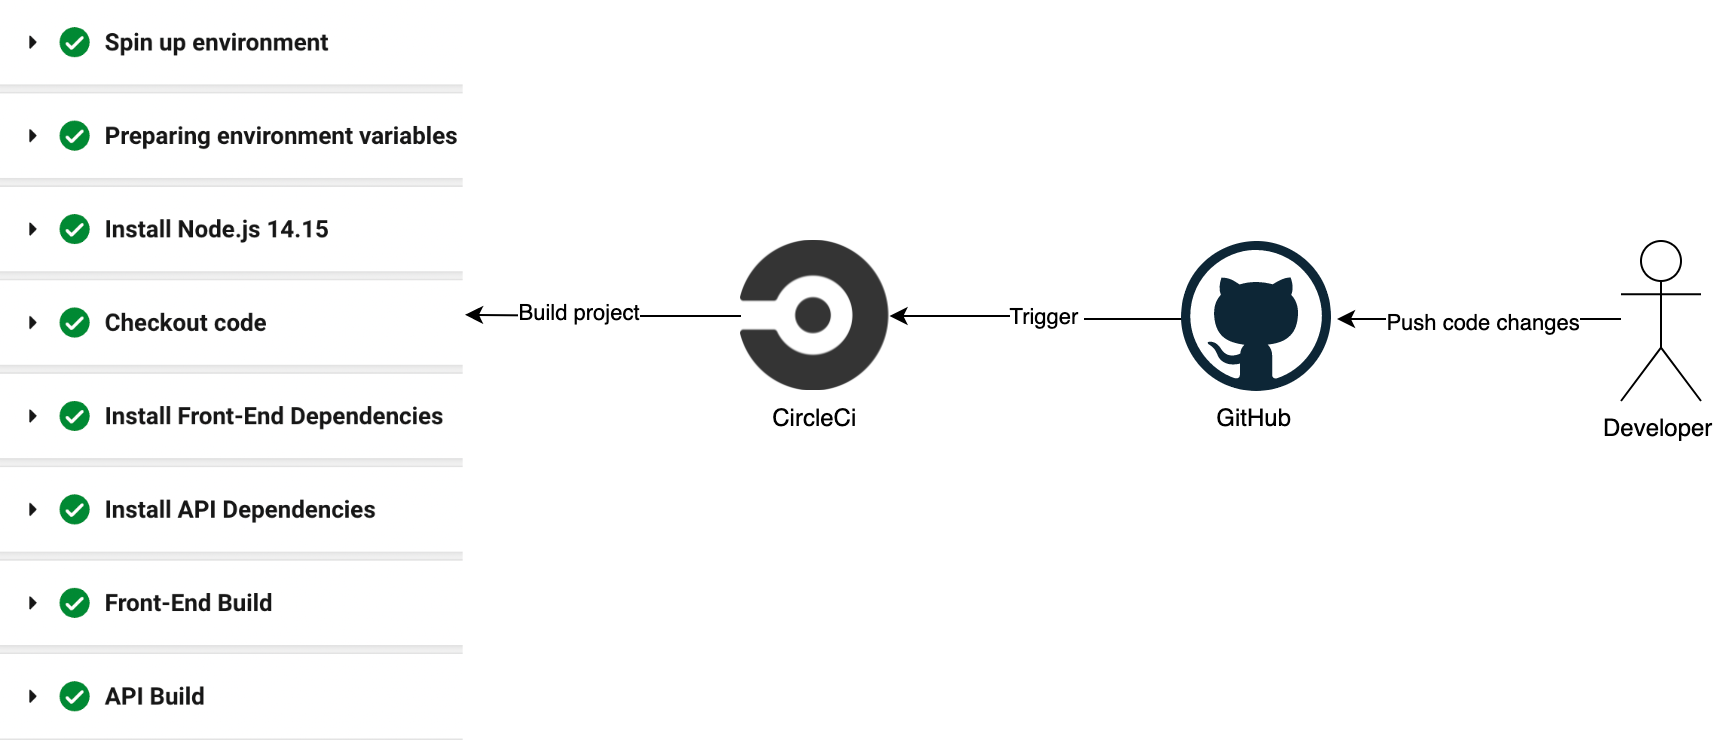 Spin up environment
Preparing environment variables
Install Node.js 14.15
Checkout code
Install Front-End Dependencies
Install API Dependencies
Front-End Build
API Build
Build project
CircleCi
Trigger
GitHub
Push code changes
Developer